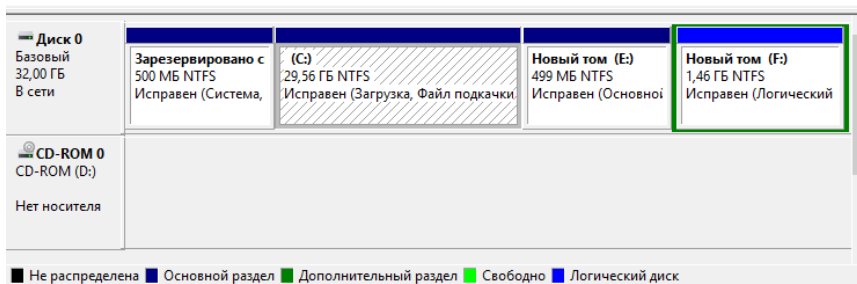 Диск 0
Базовый
32,00 ГБ
В сети
Зарезервировано с
500 МБ NTFS
Исправен (Система,
(C:)
29,56 ГБ NTFS
Исправен (Загрузка, Файл подкачки
Новый том (E:)
499 МБ NTFS
Исправен (Основной
Новый том (F:)
1,46 ГБ NTFS
Исправен (Логический
CD-ROM 0
CD-ROM (D:)
Нет носителя
Не распределена Основной раздел Дополнительный раздел Свободно Логический диск